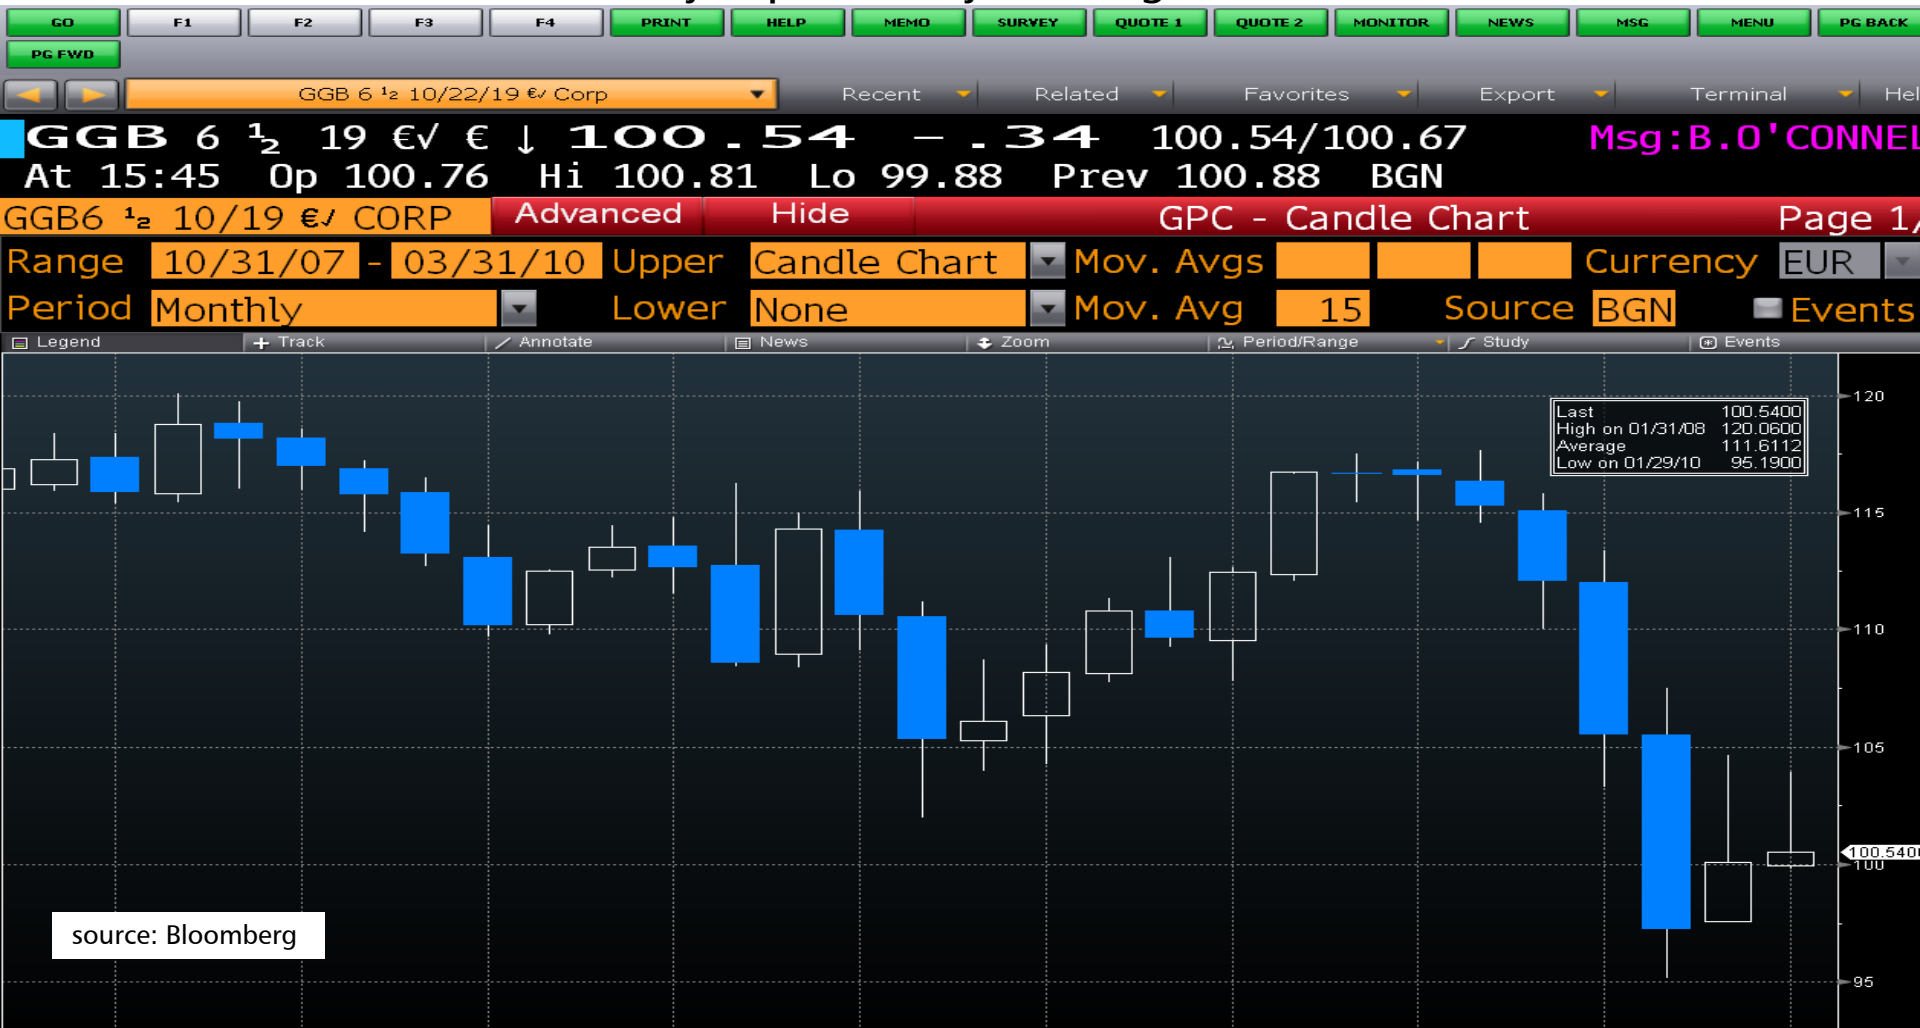 GO F1 F2 F3 F4 PRINT HELP MEMO SURVEY QUOTE 1 QUOTE 2 MONITOR NEWS MSG MENU PG BACK
PG FWD
GGB 6 ½ 10/22/19 €√ Corp Recent Related Favorites Export Terminal Hel
GGB 6 ½ 19 €√ € ↓ 100.54 -.34 100.54/100.67 Msg:B.O'CONNEL
At 15:45 Op 100.76 Hi 100.81 Lo 99.88 Prev 100.88 BGN
GGB6 ½ 10/19 €√ CORP Advanced Hide GPC - Candle Chart Page 1/
Range 10/31/07 - 03/31/10 Upper Candle Chart Mov. Avgs Currency EUR
Period Monthly Lower None Mov. Avg 15 Source BGN Events
Legend Track Annotate News Zoom Period/Range Study Events
120
Last 100.5400
High on 01/31/08 120.0600
Average 111.6112
Low on 01/29/10 95.1900
115
110
105
100.540
100
source: Bloomberg
95